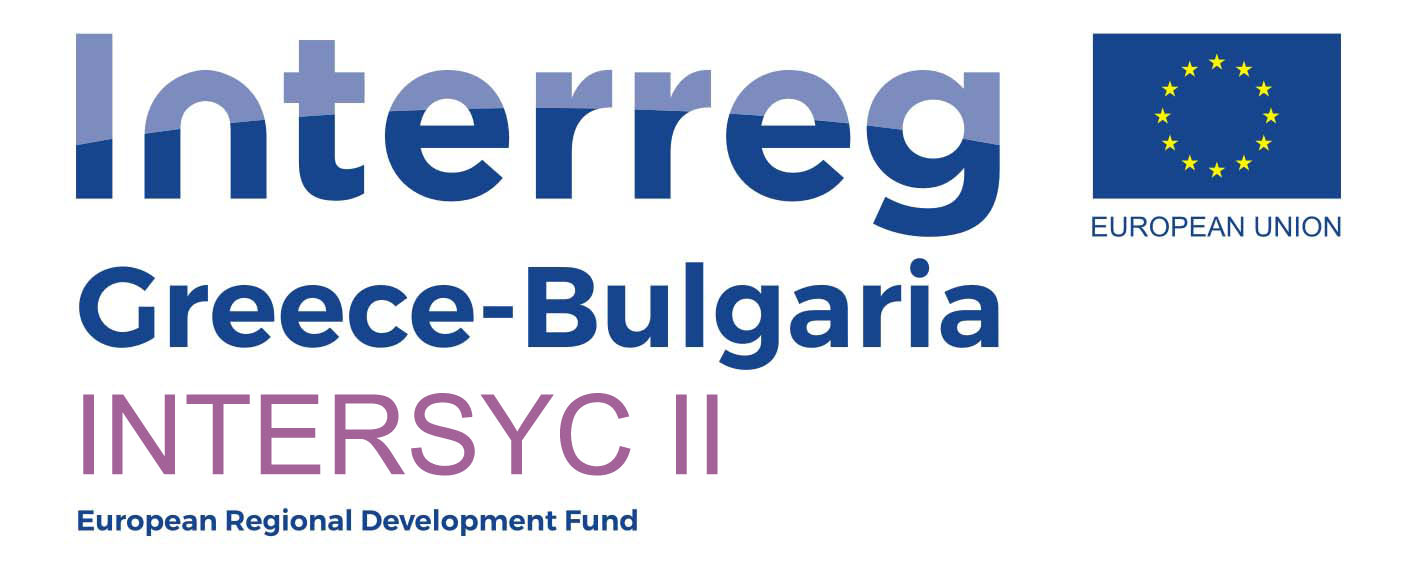 Interreg
EUROPEAN UNION
Greece-Bulgaria
INTERSYC II
European Regional Development Fund